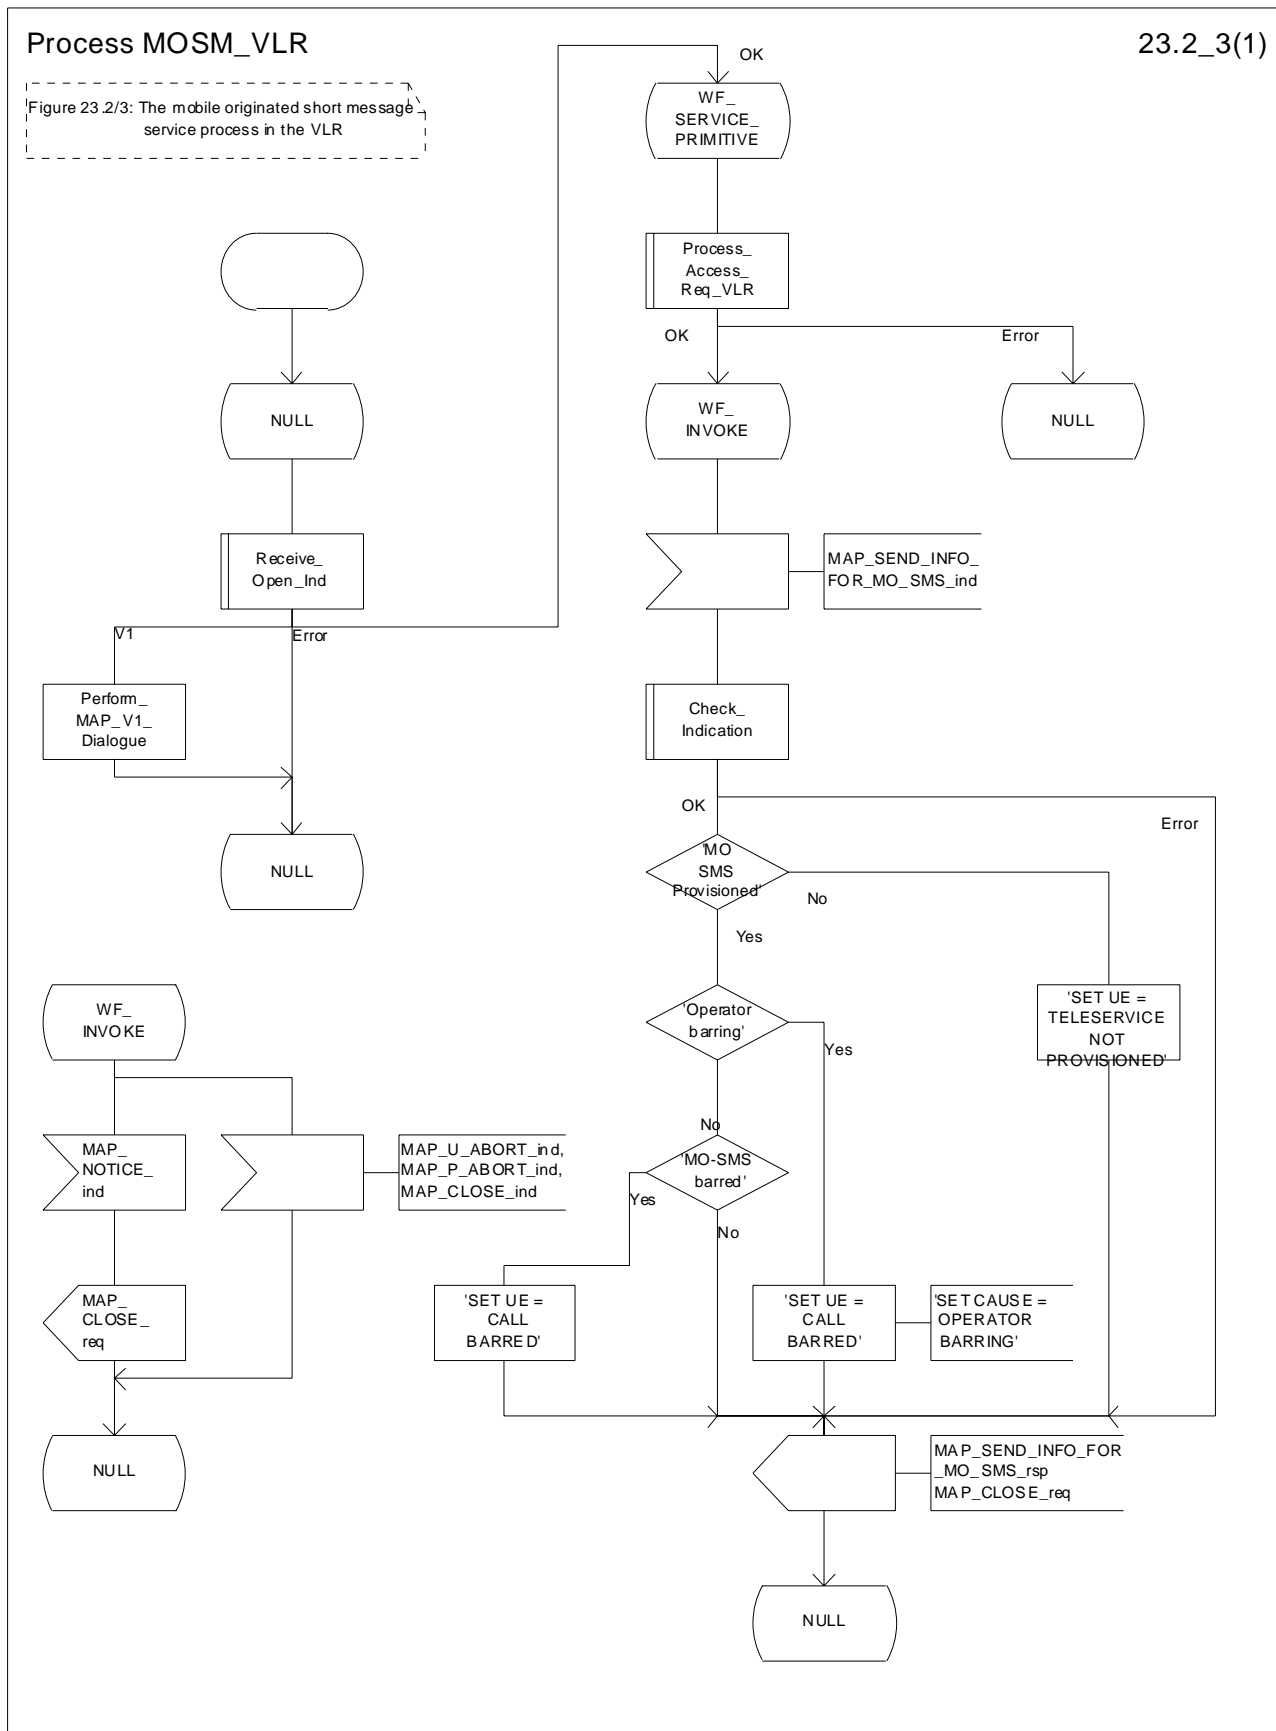 Process MOSM_VLR
23.2_3(1)
Figure 23.2/3: The mobile originated short message
service process in the VLR
OK
WF_
SERVICE_
PRIMITIVE
Process_
Access_
Req_VLR
OK
Error
NULL
WF_
INVOKE
NULL
Receive_
Open_Ind
MAP_SEND_INFO_
FOR_MO_SMS_ind
V1
Error
Perform_
MAP_V1_
Dialogue
Check_
Indication
OK
Error
NULL
'MO
SMS
Provisioned'
No
Yes
WF_
INVOKE
'Operator
barring'
Yes
'SET UE =
TELESERVICE
NOT
PROVISIONED'
No
MAP_
NOTICE_
ind
MAP_U_ABORT_ind,
MAP_P_ABORT_ind,
MAP_CLOSE_ind
'MO-SMS
barred'
Yes
No
MAP_
CLOSE_
req
'SET UE =
CALL
BARRED'
'SET UE =
CALL
BARRED'
'SET CAUSE =
OPERATOR
BARRING'
NULL
MAP_SEND_INFO_FOR
_MO_SMS_rsp
MAP_CLOSE_req
NULL